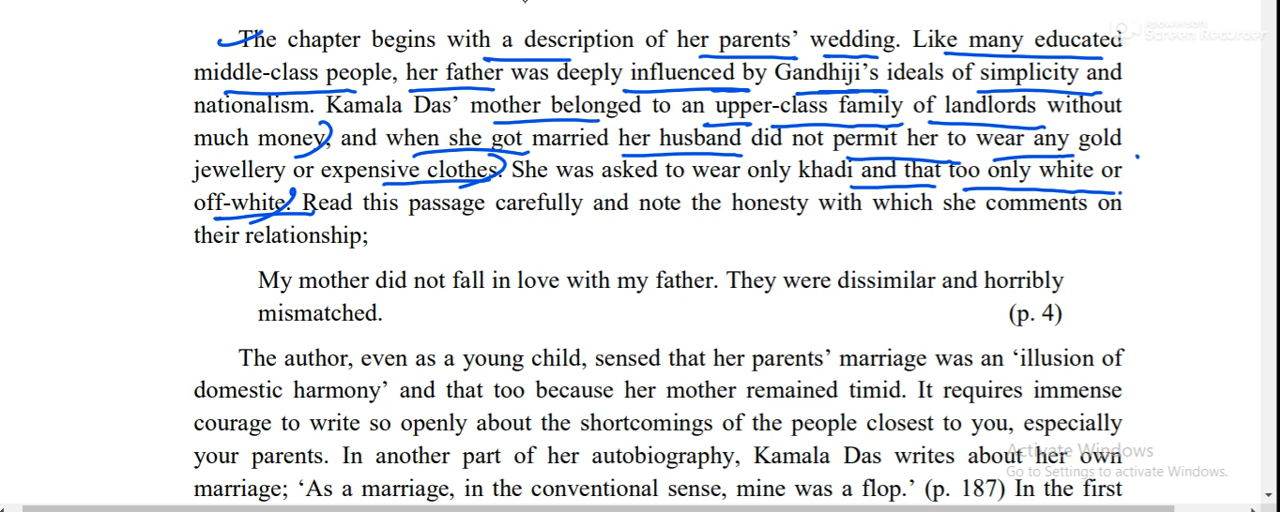 Apowersoft
Screen Recorder
The chapter begins with a description of her parents’ wedding. Like many educated
middle-class people, her father was deeply influenced by Gandhiji’s ideals of simplicity and
nationalism. Kamala Das’ mother belonged to an upper-class family of landlords without
much money, and when she got married her husband did not permit her to wear any gold
jewellery or expensive clothes. She was asked to wear only khadi and that too only white or
off-white. Read this passage carefully and note the honesty with which she comments on
their relationship;
My mother did not fall in love with my father. They were dissimilar and horribly
mismatched. (p. 4)
The author, even as a young child, sensed that her parents’ marriage was an ‘illusion of
domestic harmony’ and that too because her mother remained timid. It requires immense
courage to write so openly about the shortcomings of the people closest to you, especially
your parents. In another part of her autobiography, Kamala Das writes about her own
marriage; ‘As a marriage, in the conventional sense, mine was a flop.’ (p. 187) In the first
Activate Windows
Go to Settings to activate Windows.